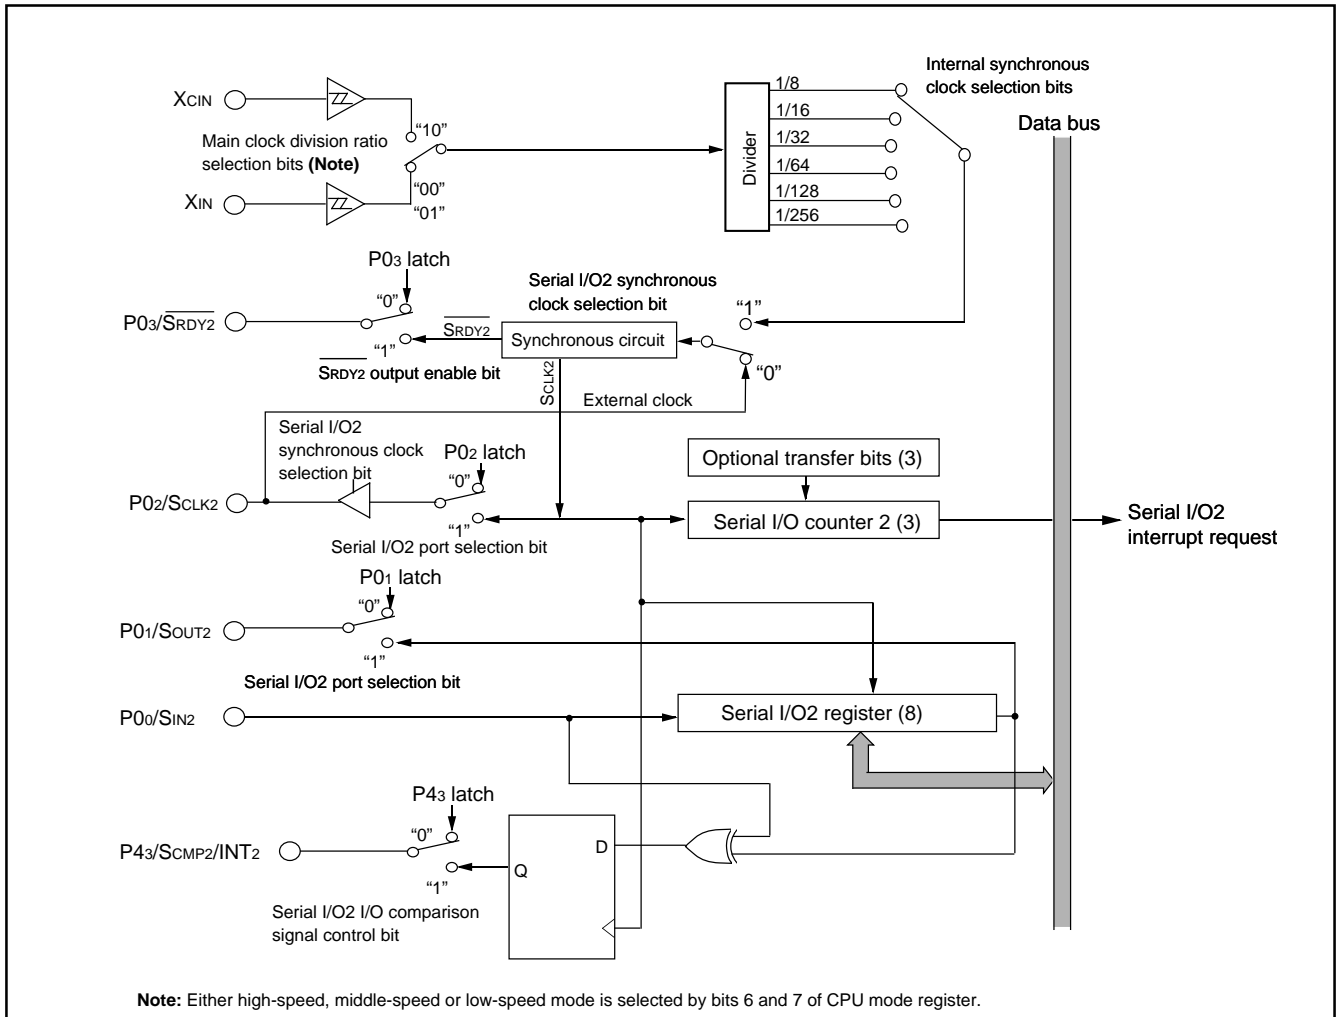 Internal synchronous
clock selection bits
XCIN
1/8
1/16
1/32
1/64
1/128
1/256
Divider
Data bus
“10”
Main clock division ratio
selection bits (Note)
XIN
“00”
“01”
P03 latch
Serial I/O2 synchronous
clock selection bit
“0”
“1”
P03/SRDY2
SRDY2
Synchronous circuit
“1”
SRDY2 output enable bit
“0”
SCLK2
External clock
Serial I/O2
synchronous clock
selection bit
P02 latch
“0”
Optional transfer bits (3)
P02/SCLK2
Serial I/O counter 2 (3)
Serial I/O2
interrupt request
“1”
Serial I/O2 port selection bit
P01 latch
“0”
P01/SOUT2
“1”
Serial I/O2 port selection bit
P00/SIN2
Serial I/O2 register (8)
P43 latch
“0”
P43/SCMP2/INT2
D
Q
“1”
Serial I/O2 I/O comparison
signal control bit
Note: Either high-speed, middle-speed or low-speed mode is selected by bits 6 and 7 of CPU mode register.